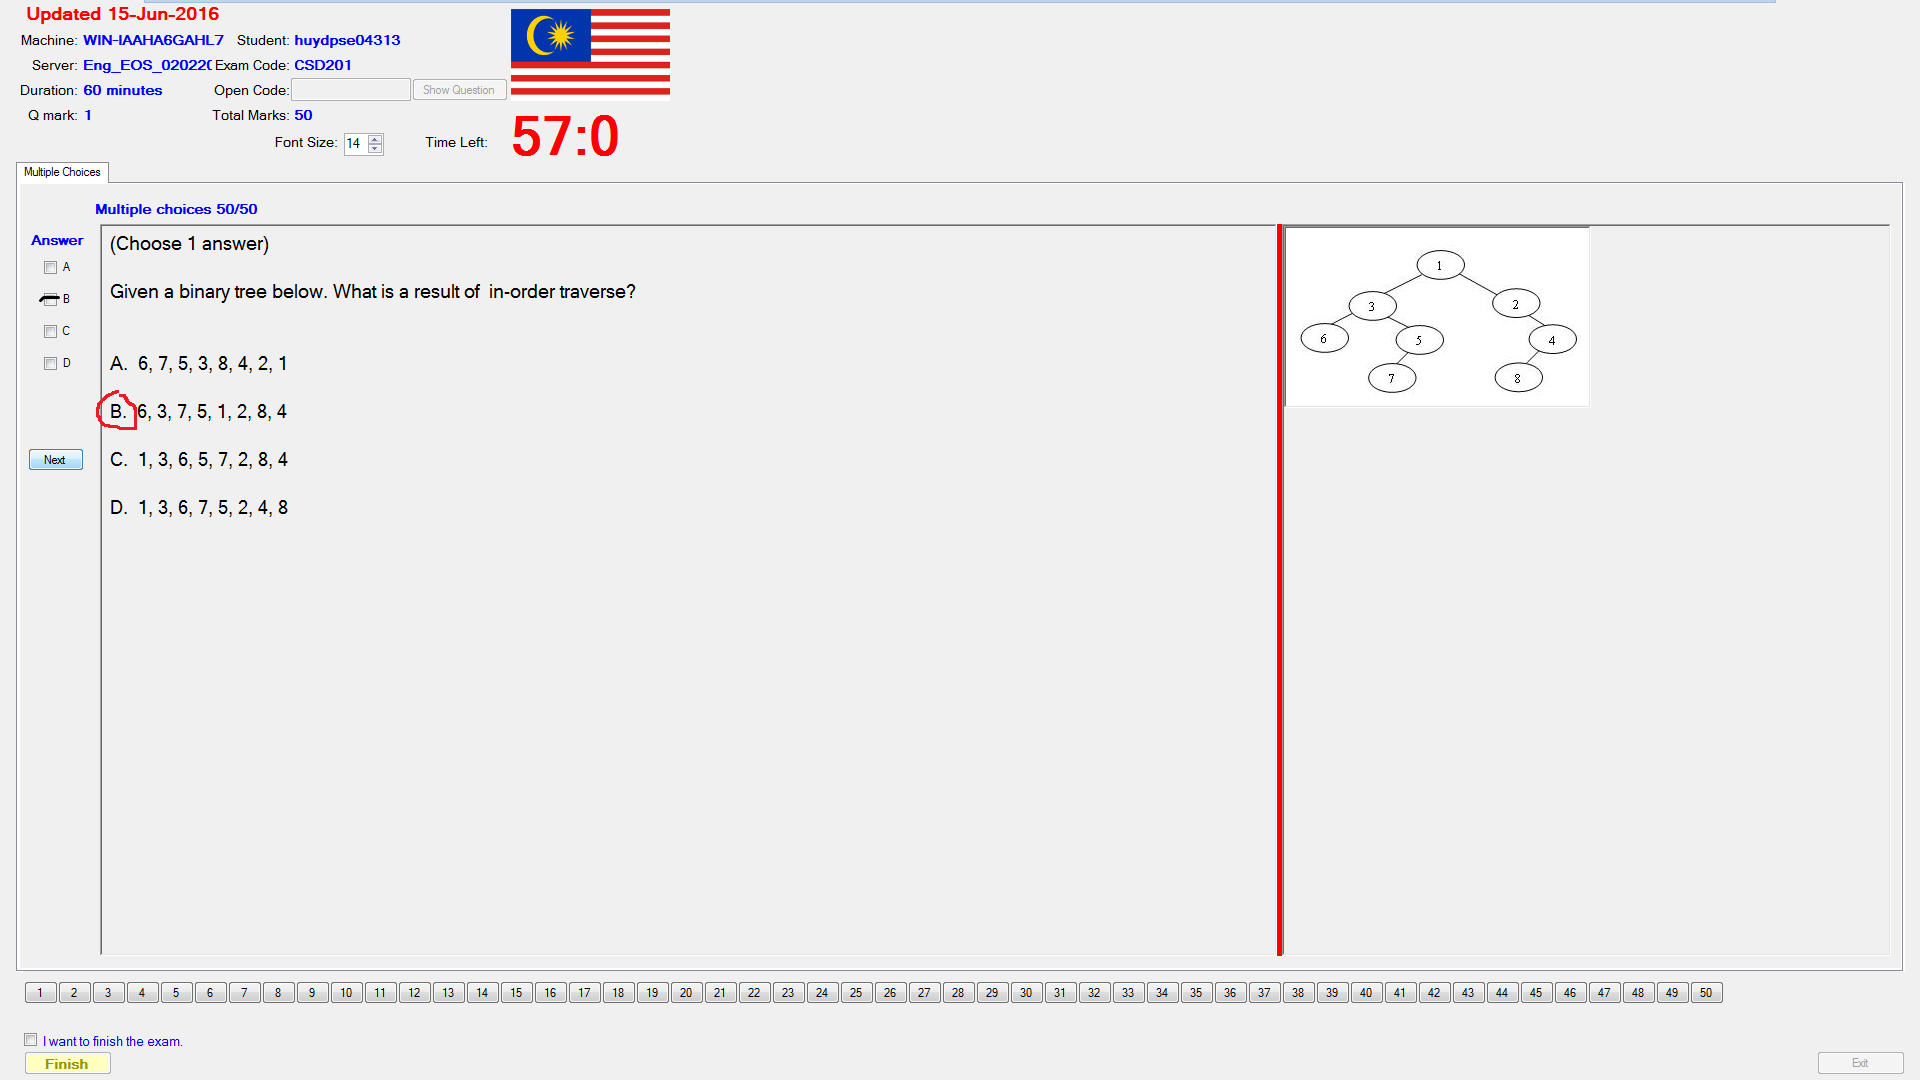 Updated 15-Jun-2016
Machine: WIN-IAAHA6GAHL7 Student: huydpse04313
Server: Eng_EOS_020220 Exam Code: CSD201
Duration: 60 minutes Open Code: Show Question
Q mark: 1 Total Marks: 50
Font Size: 14 Time Left: 57:0
Multiple Choices
Multiple choices 50/50
Answer
A
B
C
D
Next
(Choose 1 answer)
Given a binary tree below. What is a result of in-order traverse?
A. 6, 7, 5, 3, 8, 4, 2, 1
B. 6, 3, 7, 5, 1, 2, 8, 4
C. 1, 3, 6, 5, 7, 2, 8, 4
D. 1, 3, 6, 7, 5, 2, 4, 8
1
3 2
6 5 4
7 8
1 2 3 4 5 6 7 8 9 10 11 12 13 14 15 16 17 18 19 20 21 22 23 24 25 26 27 28 29 30 31 32 33 34 35 36 37 38 39 40 41 42 43 44 45 46 47 48 49 50
I want to finish the exam.
Finish Exit